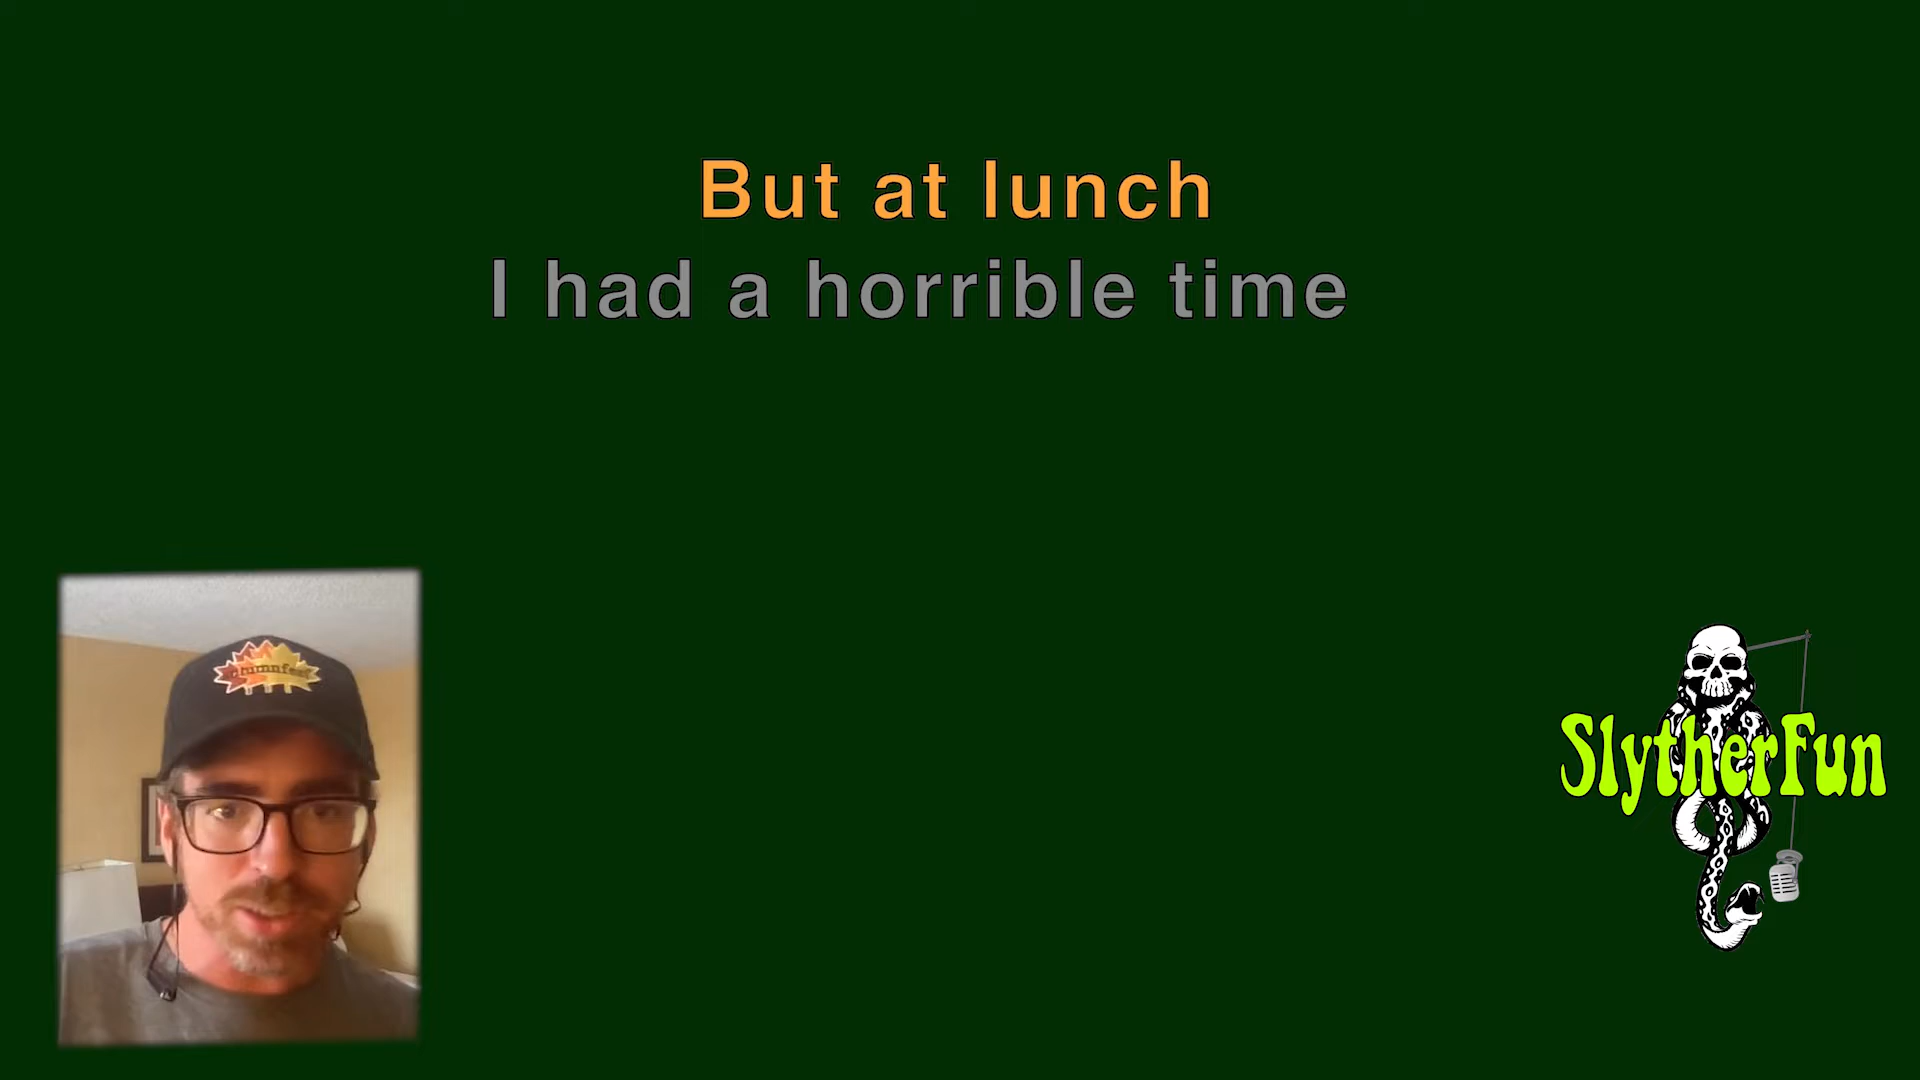 But at lunch
I had a horrible time
SlytherFun